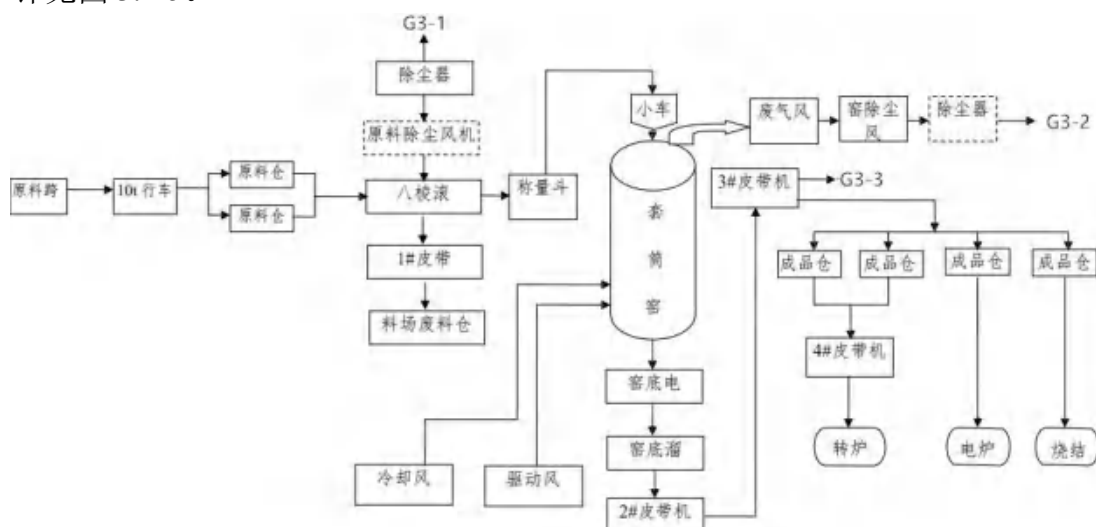 G3-1
除尘器
小车
废气风
窑除尘
风
除尘器
G3-2
原料除尘风机
原料跨
10t行车
原料仓
原料仓
八棱滚
称量斗
3#皮带机
G3-3
套
筒
窑
1#皮带
料场废料仓
成品仓
成品仓
成品仓
成品仓
4#皮带机
窑底电
窑底溜
2#皮带机
冷却风
驱动风
转炉
电炉
烧结